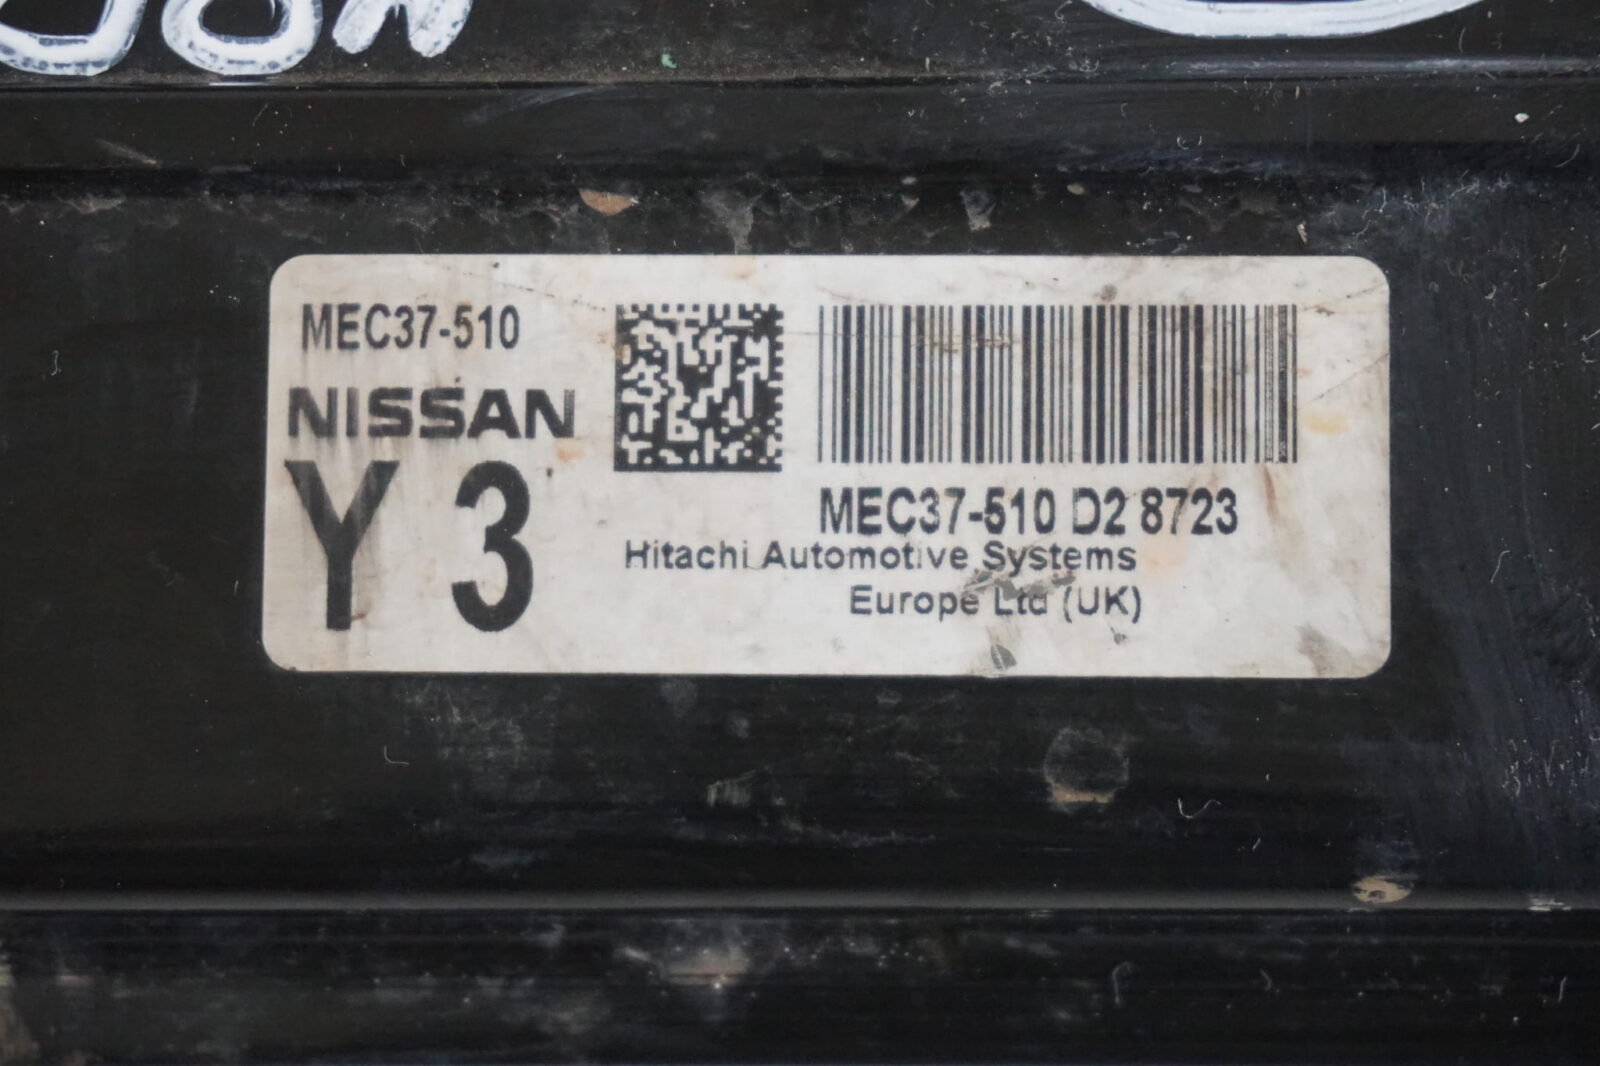 MEC37-510
NISSAN
Y 3
MEC37-510 D2 8723
Hitachi Automotive Systems
Europe Ltd (UK)